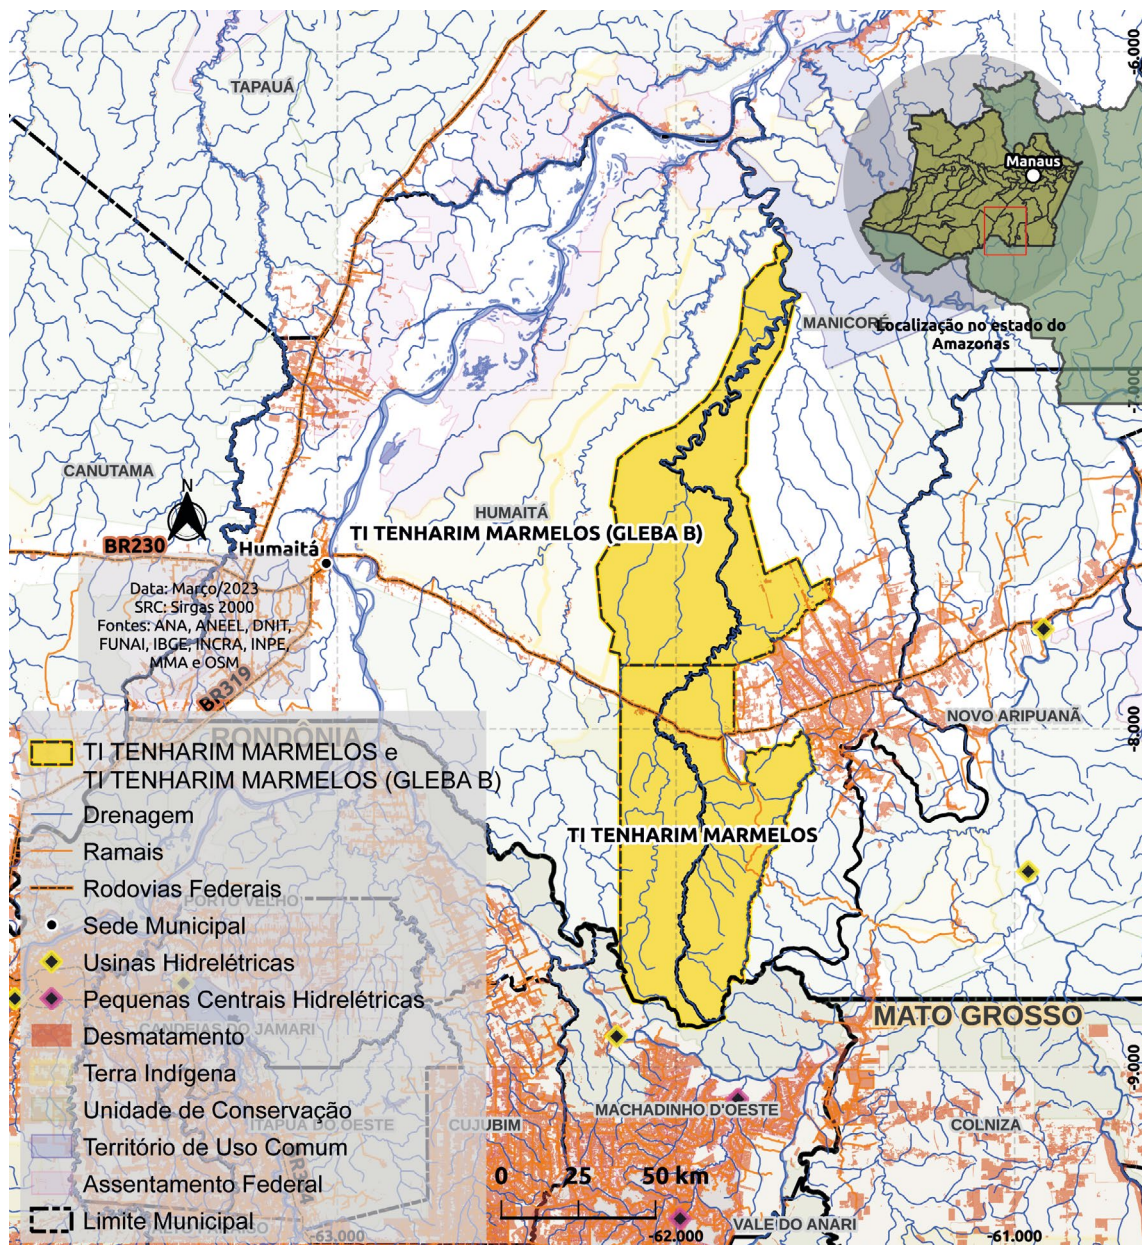 -6.000
TAPAUÁ
Manaus
MANICORÉ
Localização no estado do
Amazonas
-7.000
CANUTAMA
N
HUMAITÁ
TI TENHARIM MARMELOS (GLEBA B)
BR230
Humaitá
Data: Março/2023
SRC: Sirgas 2000
Fontes: ANA, ANEEL, DNIT,
FUNAI, IBGE, INCRA, INPE,
MMA e OSM
BR319
NOVO ARIPUANÃ
-8.000
RONDÔNIA
TI TENHARIM MARMELOS e
TI TENHARIM MARMELOS (GLEBA B)
Drenagem
TI TENHARIM MARMELOS
Ramais
Rodovias Federais
PORTO VELHO
Sede Municipal
Usinas Hidrelétricas
Pequenas Centrais Hidrelétricas
MATO GROSSO
CANDEIAS DO JAMARI
Desmatamento
Terra Indígena
-9.000
Unidade de Conservação
MACHADINHO D'OESTE
ITAPUÃ DO OESTE
CUJUBIM
COLNIZA
Território de Uso Comum
Assentamento Federal
0 25 50 km
Limite Municipal
VALE DO ANARI
-63.000
-62.000
-61.000